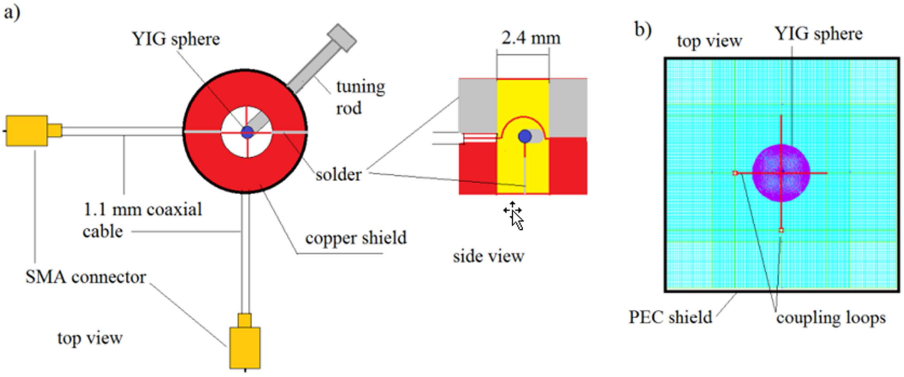 a)
YIG sphere
tuning
rod
solder
1.1 mm coaxial
cable
copper shield
SMA connector
top view
2.4 mm
side view
b)
top view
YIG sphere
PEC shield
coupling loops